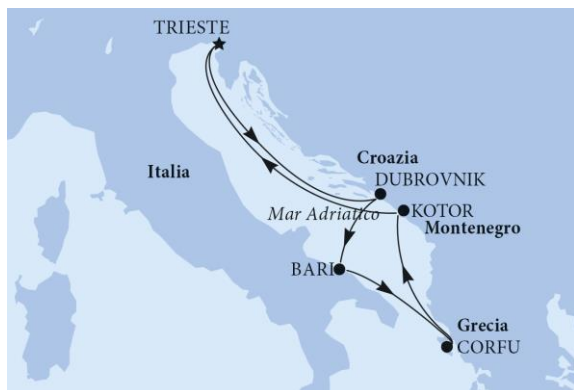 TRIESTE
Croazia
Italia
DUBROVNIK
Mar Adriatico
KOTOR
Montenegro
BARI
Grecia
CORFU